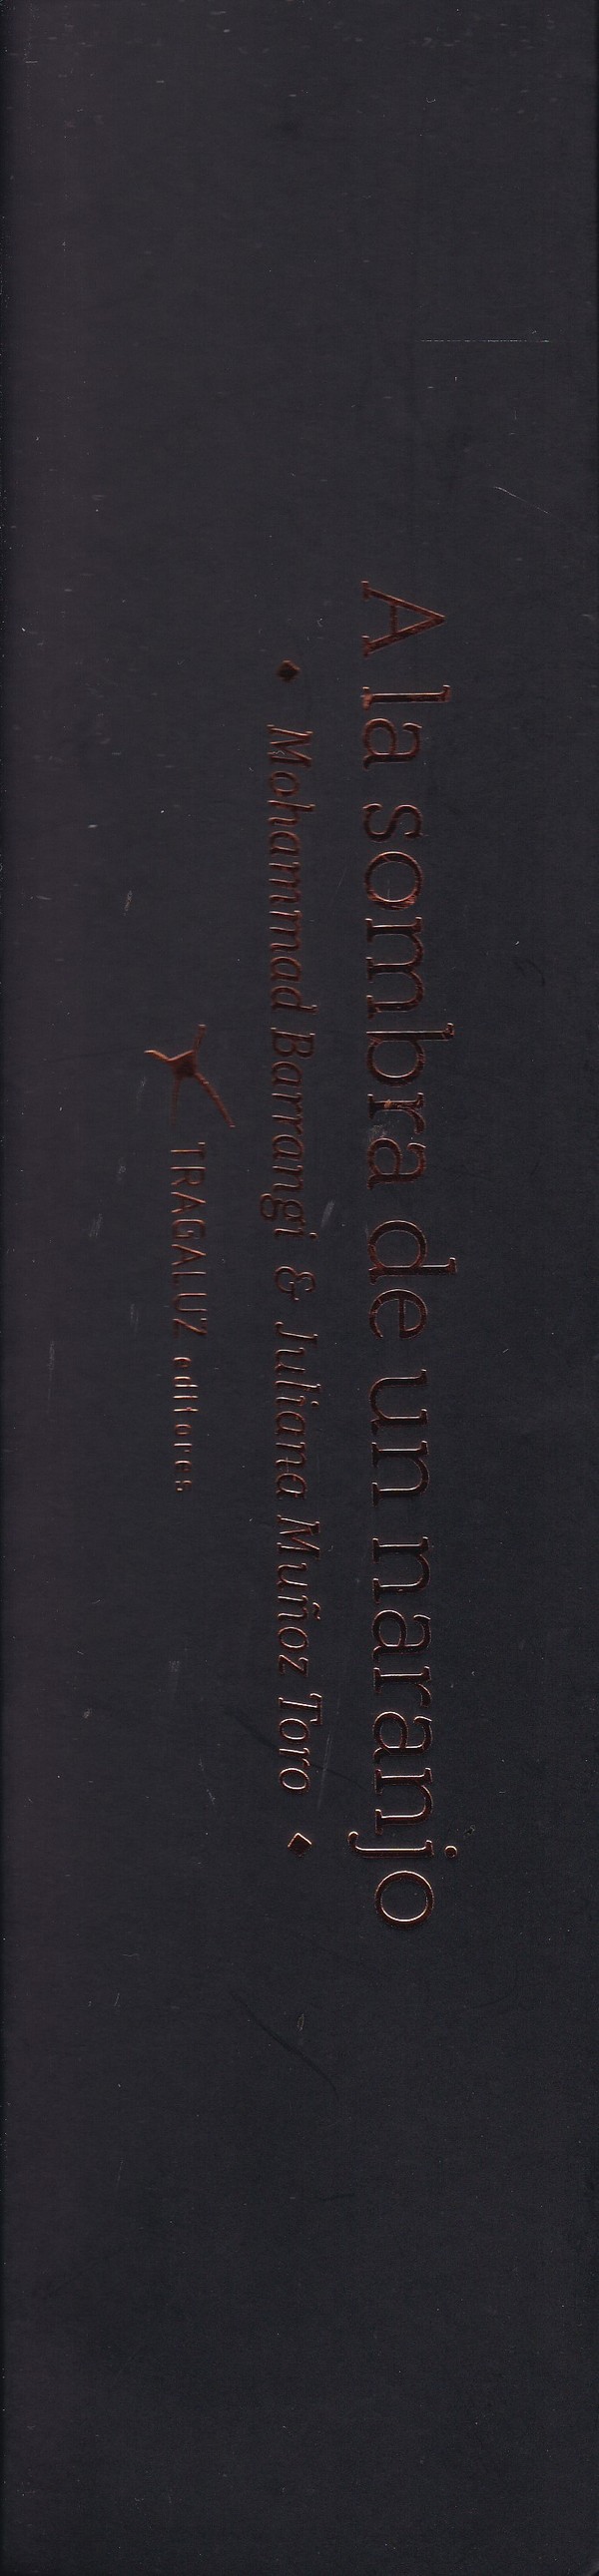 A la sombra de un naranjo
Mohammad Barrangi & Juliana Muñoz Toro
TRAGALUZ editores